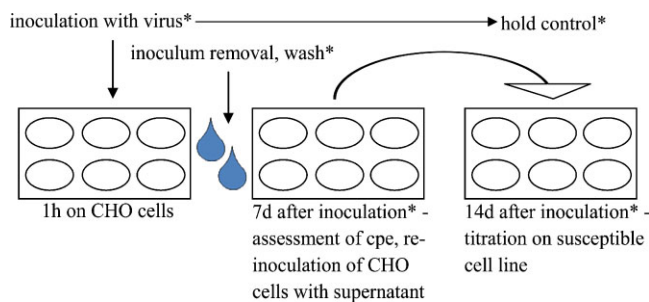 inoculation with virus*
hold control*
inoculum removal, wash*
1h on CHO cells
7d after inoculation* -
assessment of cpe, re-
inoculation of CHO
cells with supernatant
14d after inoculation* –
titration on susceptible
cell line